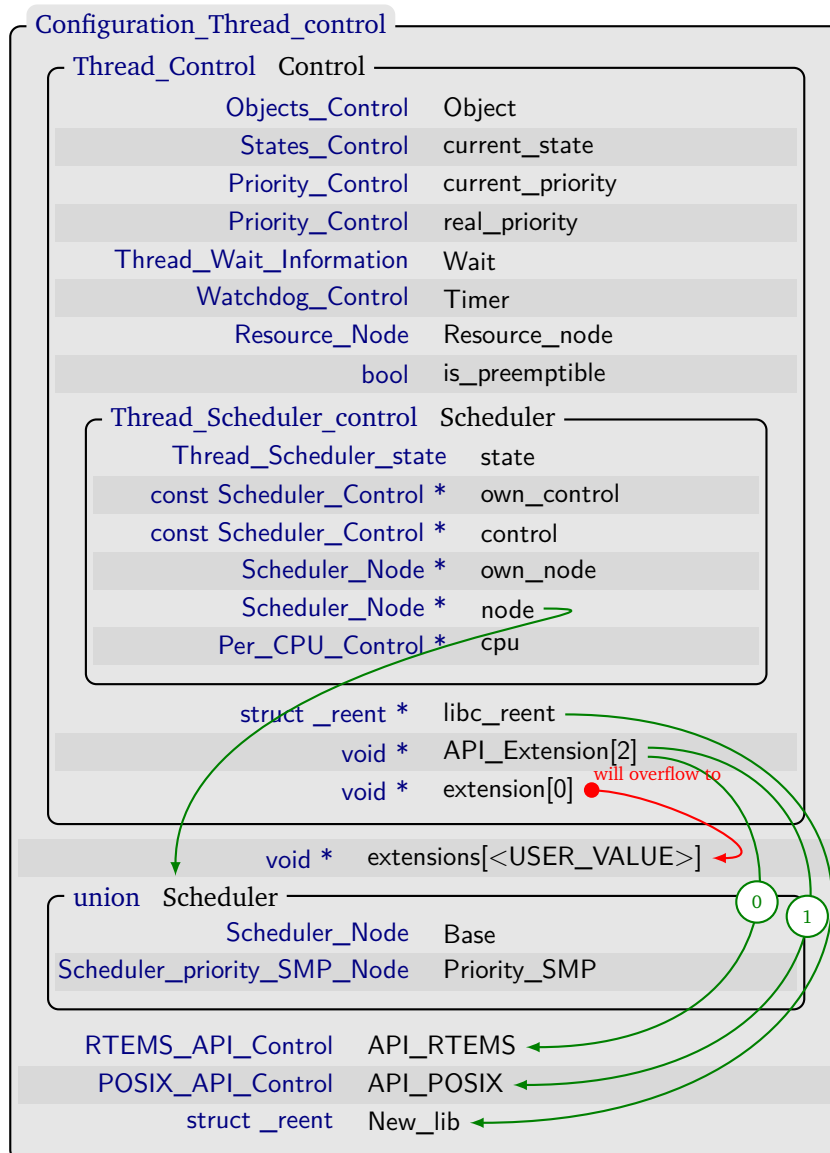 Configuration_Thread_control
Thread_Control Control
Objects_Control Object
States_Control current_state
Priority_Control current_priority
Priority_Control real_priority
Thread_Wait_Information Wait
Watchdog_Control Timer
Resource_Node Resource_node
bool is_preemptible
Thread_Scheduler_control Scheduler
Thread_Scheduler_state state
const Scheduler_Control * own_control
const Scheduler_Control * control
Scheduler_Node * own_node
Scheduler_Node * node
Per_CPU_Control * cpu
struct _reent * libc_reent
void * API_Extension[2]
will overflow to
void * extension[0]
void * extensions[<USER_VALUE>]
union Scheduler
0
1
Scheduler_Node Base
Scheduler_priority_SMP_Node Priority_SMP
RTEMS_API_Control API_RTEMS
POSIX_API_Control API_POSIX
struct _reent New_lib